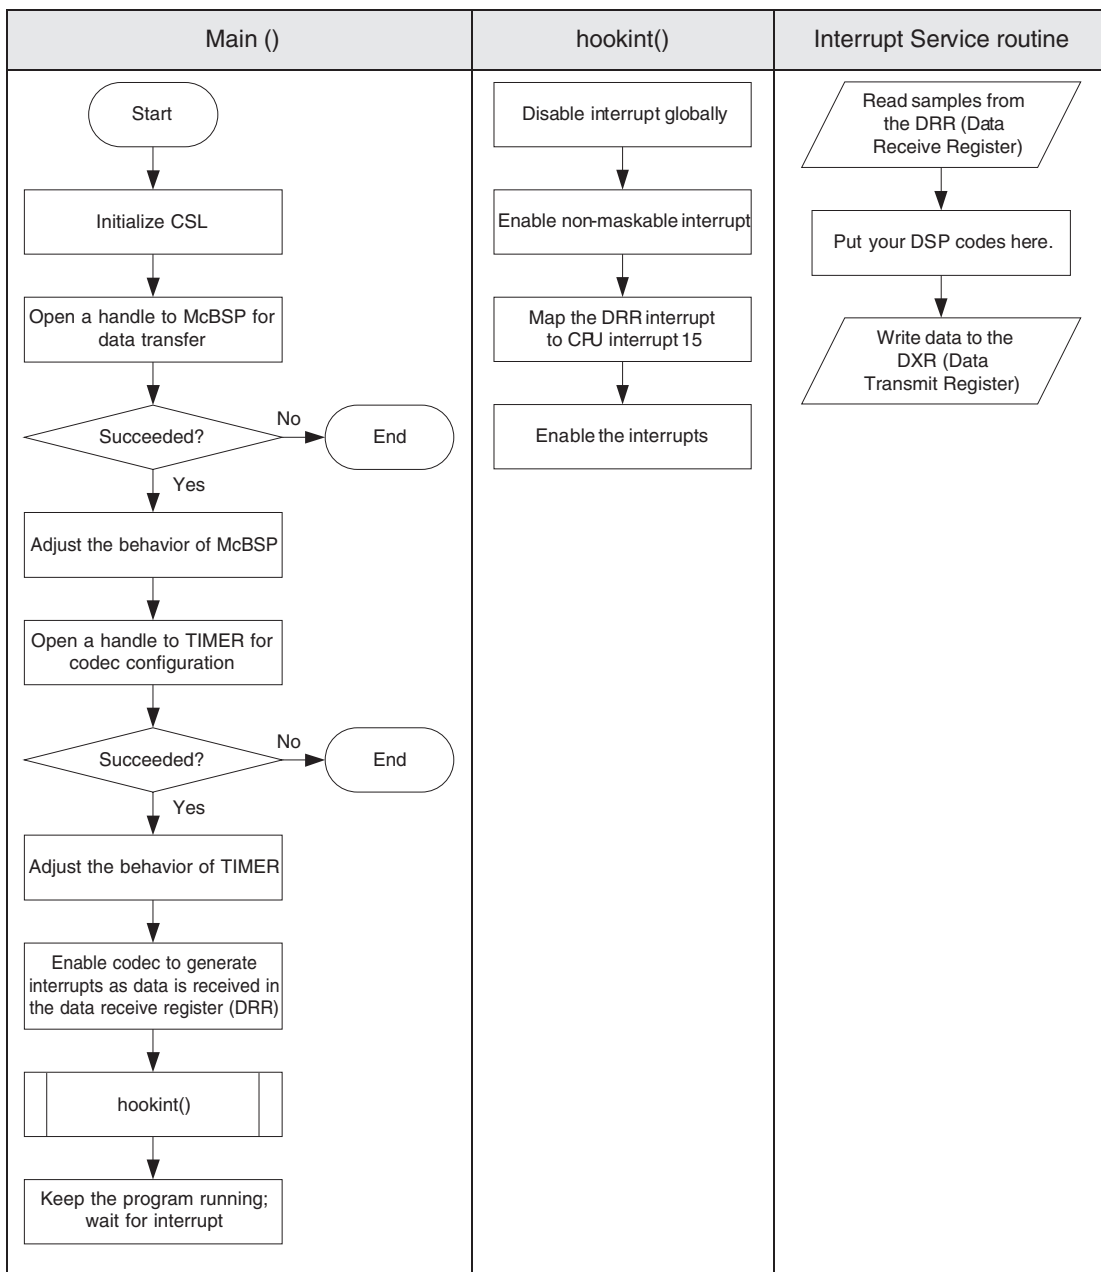 Main ()
Start
Initialize CSL
Open a handle to McBSP for
data transfer
Succeeded?
No
End
Yes
Adjust the behavior of McBSP
Open a handle to TIMER for
codec configuration
Succeeded?
No
End
Yes
Adjust the behavior of TIMER
Enable codec to generate
interrupts as data is received in
the data receive register (DRR)
hookint()
Keep the program running;
wait for interrupt
hookint()
Disable interrupt globally
Enable non-maskable interrupt
Map the DRR interrupt
to CPU interrupt 15
Enable the interrupts
Interrupt Service routine
Read samples from
the DRR (Data
Receive Register)
Put your DSP codes here.
Write data to the
DXR (Data
Transmit Register)